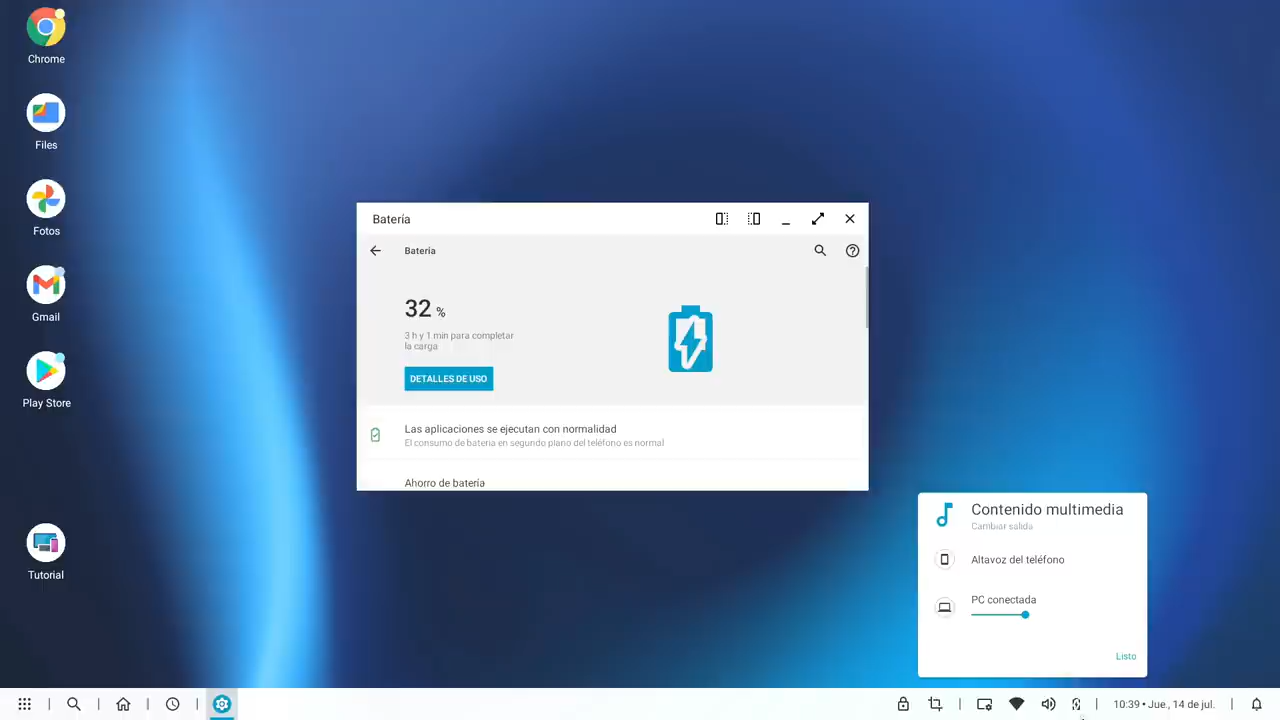 Chrome
Files
Fotos
Gmail
Play Store
Tutorial
Batería
Batería
32 %
3 h y 1 min para completar
la carga
DETALLES DE USO
Las aplicaciones se ejecutan con normalidad
El consumo de batería en segundo plano del teléfono es normal
Ahorro de batería
Contenido multimedia
Cambiar salida
Altavoz del teléfono
PC conectada
Listo
10:39 • Jue., 14 de jul.